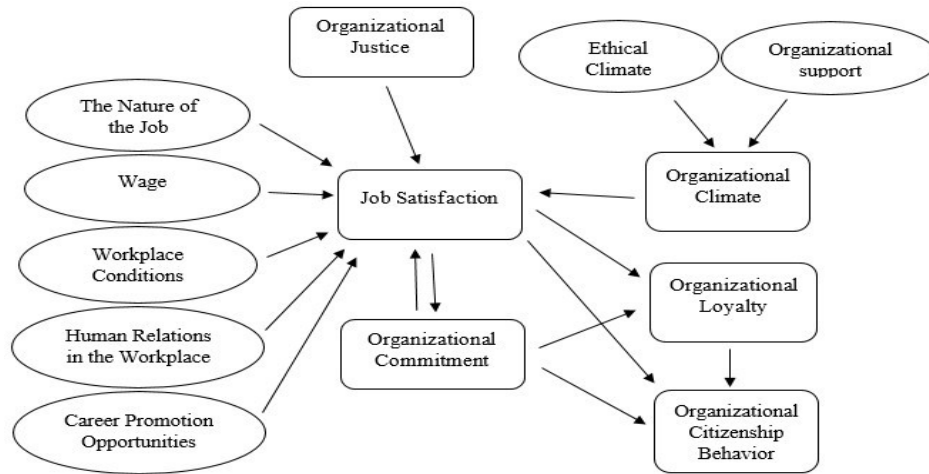 Organizational
Justice
Ethical
Climate
Organizational
support
The Nature of
the Job
Wage
Job Satisfaction
Organizational
Climate
Workplace
Conditions
Organizational
Loyalty
Human Relations
in the Workplace
Organizational
Commitment
Career Promotion
Opportunities
Organizational
Citizenship
Behavior